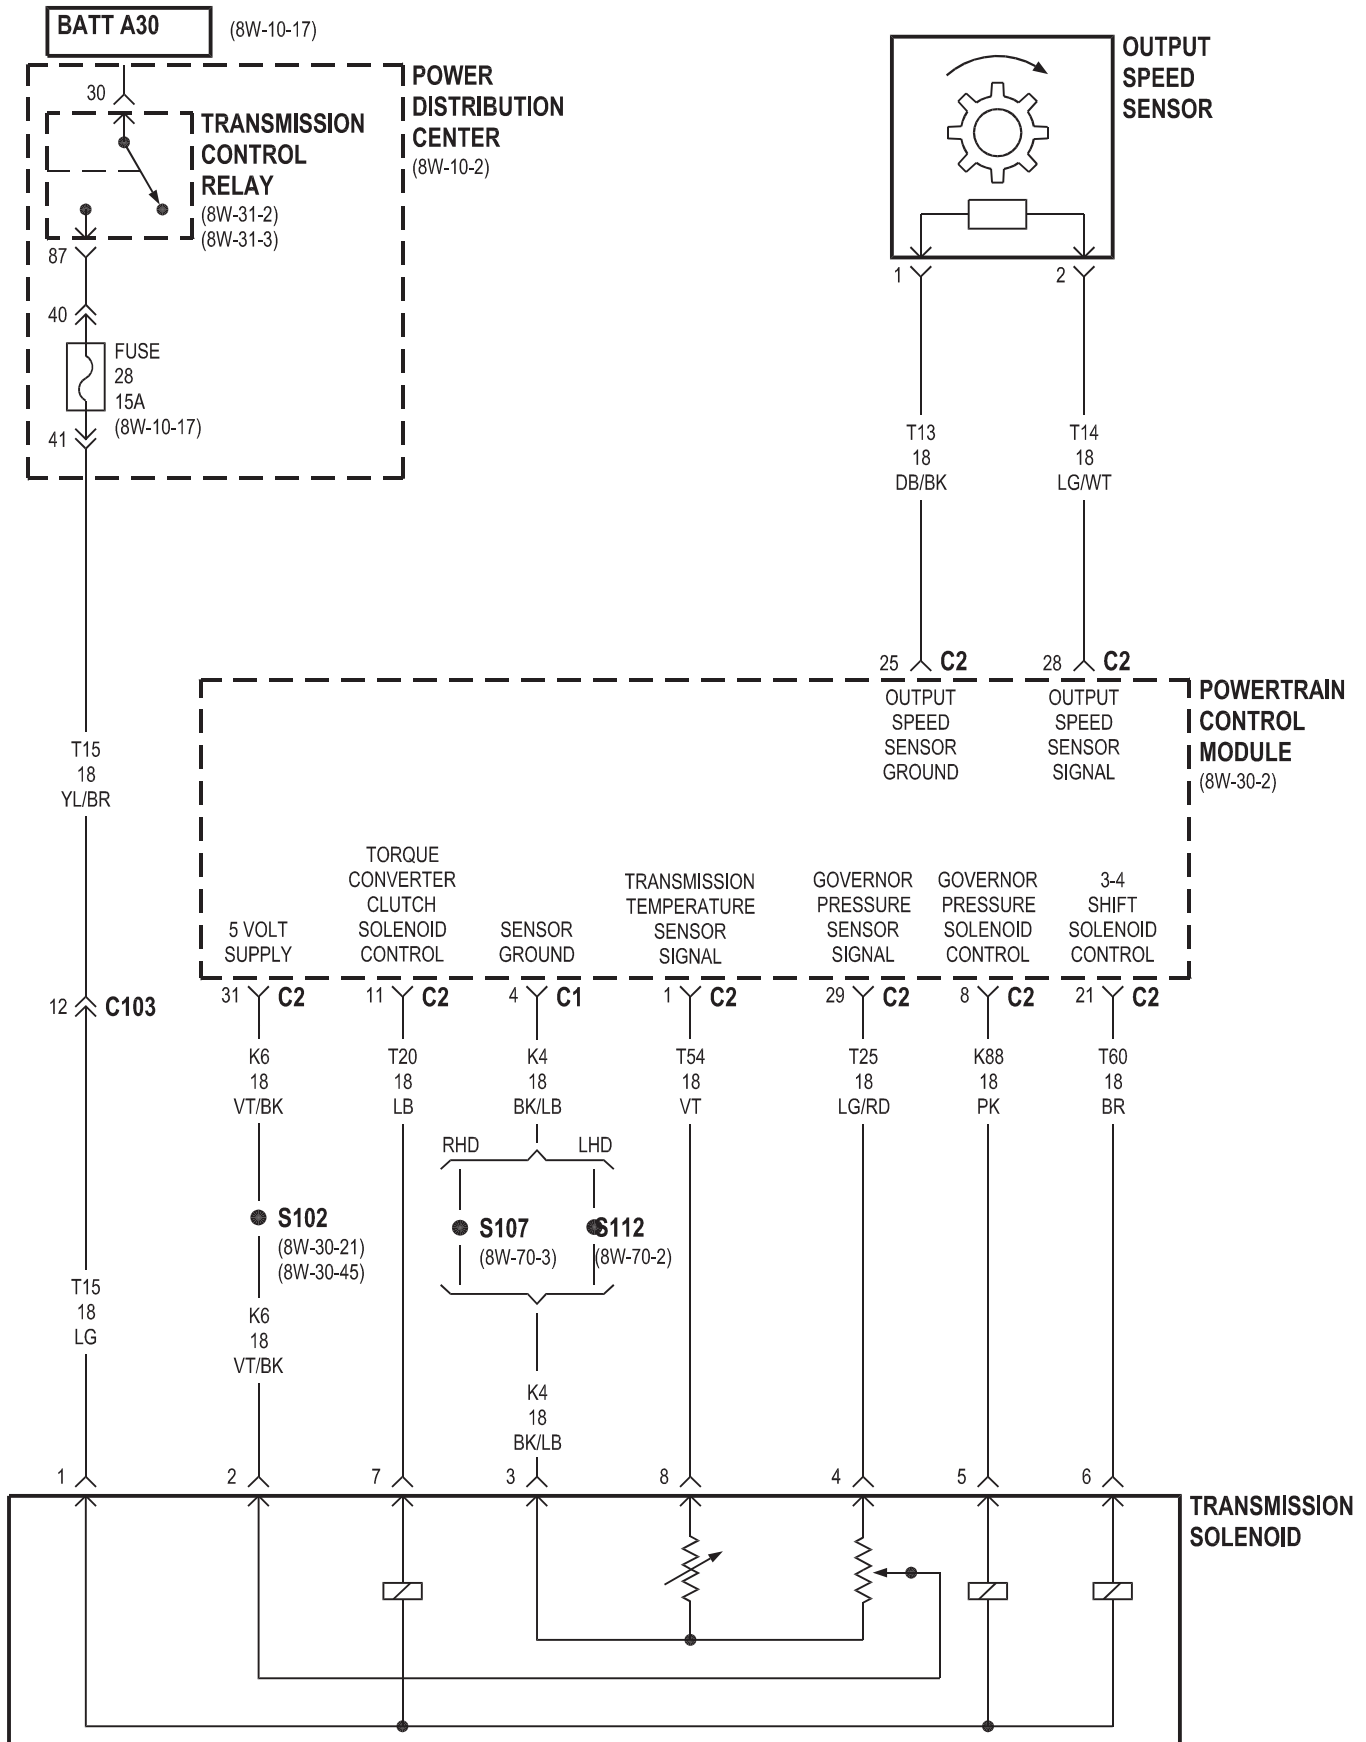 BATT A30
(8W-10-17)
POWER
DISTRIBUTION
CENTER
(8W-10-2)
30
TRANSMISSION
CONTROL
RELAY
(8W-31-2)
(8W-31-3)
87
40
FUSE
28
15A
(8W-10-17)
41
OUTPUT
SPEED
SENSOR
1
2
T13
18
DB/BK
T14
18
LG/WT
25
C2
28
C2
OUTPUT
SPEED
SENSOR
GROUND
OUTPUT
SPEED
SENSOR
SIGNAL
POWERTRAIN
CONTROL
MODULE
(8W-30-2)
T15
18
YL/BR
5 VOLT
SUPPLY
TORQUE
CONVERTER
CLUTCH
SOLENOID
CONTROL
SENSOR
GROUND
TRANSMISSION
TEMPERATURE
SENSOR
SIGNAL
GOVERNOR
PRESSURE
SENSOR
SIGNAL
GOVERNOR
PRESSURE
SOLENOID
CONTROL
3-4
SHIFT
SOLENOID
CONTROL
12
C103
31
C2
11
C2
4
C1
1
C2
29
C2
8
C2
21
C2
K6
18
VT/BK
T20
18
LB
K4
18
BK/LB
T54
18
VT
T25
18
LG/RD
K88
18
PK
T60
18
BR
RHD
LHD
S102
(8W-30-21)
(8W-30-45)
S107
(8W-70-3)
S112
(8W-70-2)
T15
18
LG
K6
18
VT/BK
K4
18
BK/LB
1
2
7
3
8
4
5
6
TRANSMISSION
SOLENOID